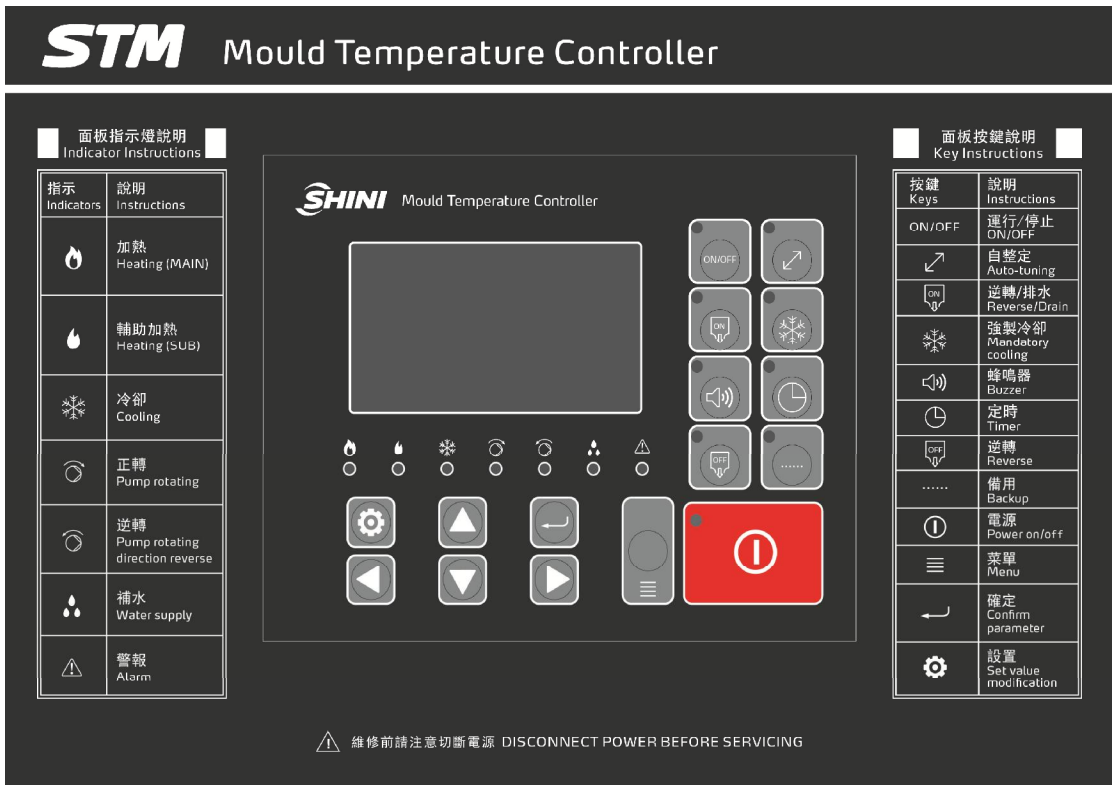 STM Mould Temperature Controller
面板指示燈說明
Indicator Instructions
指示
Indicators
說明
Instructions
加熱
Heating (MAIN)
輔助加熱
Heating (SUB)
冷卻
Cooling
正轉
Pump rotating
逆轉
Pump rotating
direction reverse
補水
Water supply
警報
Alarm
SHINI Mould Temperature Controller
ON/OFF
ON
OFF
......
面板按鍵說明
Key Instructions
按鍵
Keys
說明
Instructions
ON/OFF
運行/停止
ON/OFF
自整定
Auto-tuning
ON
逆轉/排水
Reverse/Drain
強製冷卻
Mandatory
cooling
蜂鳴器
Buzzer
定時
Timer
OFF
逆轉
Reverse
......
備用
Backup
電源
Power on/off
菜單
Menu
確定
Confirm
parameter
設置
Set value
modification
維修前請注意切斷電源 DISCONNECT POWER BEFORE SERVICING